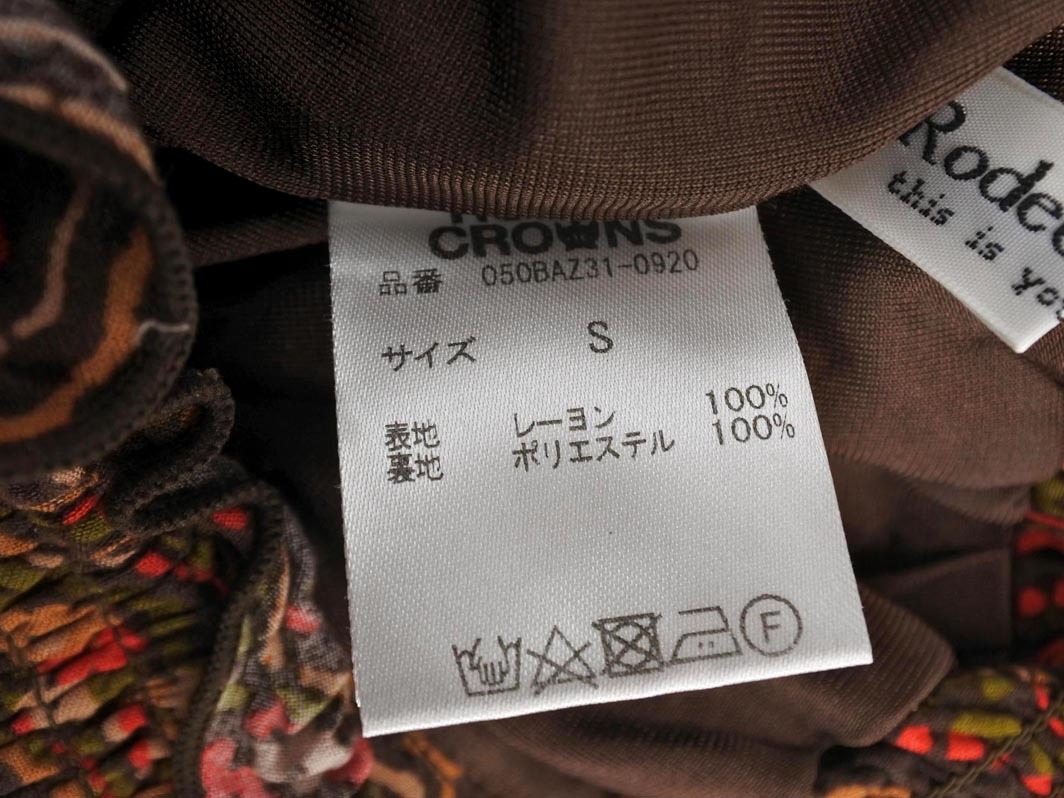 CROWNS
品番 050BAZ31-0920
サイズ S
表地 レーヨン 100%
裏地 ポリエステル 100%
F
this is